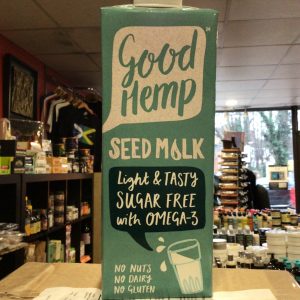 Good
Hemp
SEED MILK
Light & TASTY
SUGAR FREE
with OMEGA-3
NO NUTS
NO DAIRY
NO GLUTEN